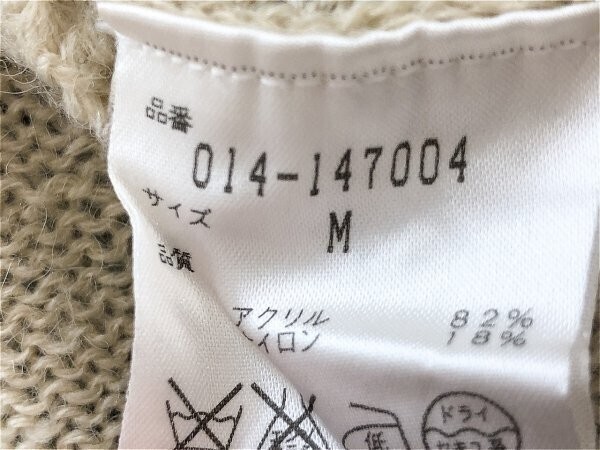 品番
014-147004
サイズ
M
品質
アクリル 82%
ナイロン 18%
低
ドライ